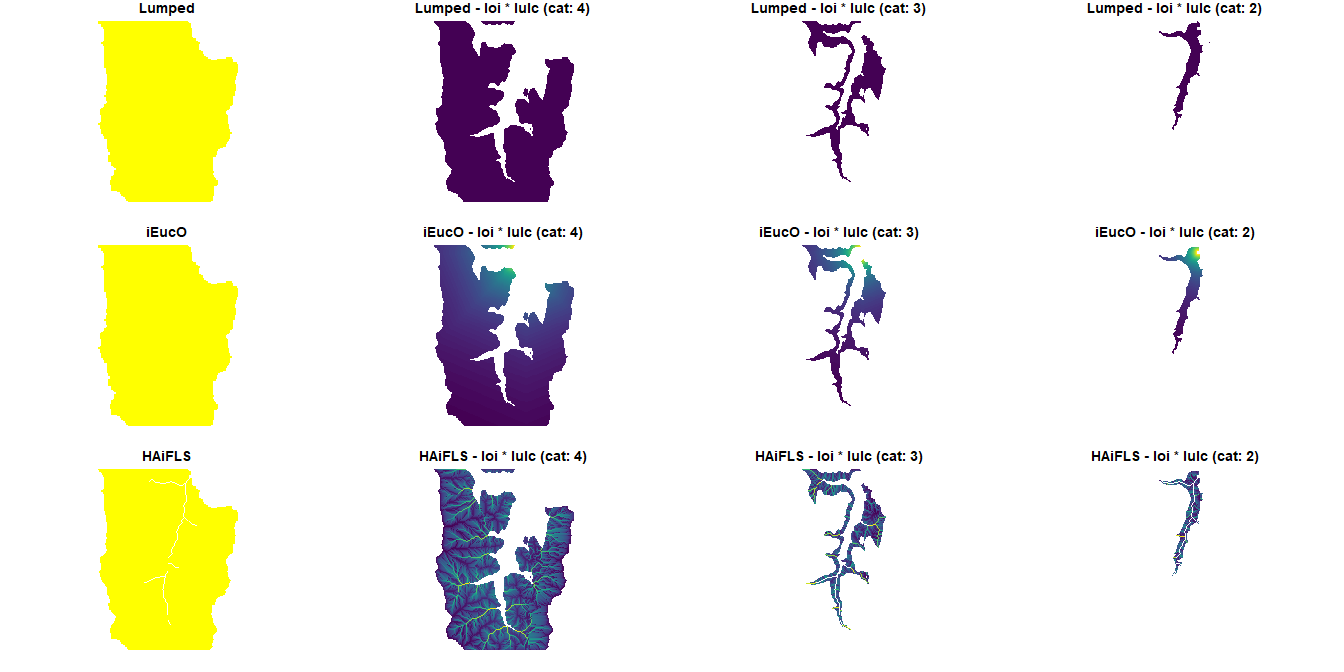 Lumped
Lumped - loi * lulc (cat: 4)
Lumped - loi * lulc (cat: 3)
Lumped - loi * lulc (cat: 2)
iEucO
iEucO - loi * lulc (cat: 4)
iEucO - loi * lulc (cat: 3)
iEucO - loi * lulc (cat: 2)
HAiFLS
HAiFLS - loi * lulc (cat: 4)
HAiFLS - loi * lulc (cat: 3)
HAiFLS - loi * lulc (cat: 2)